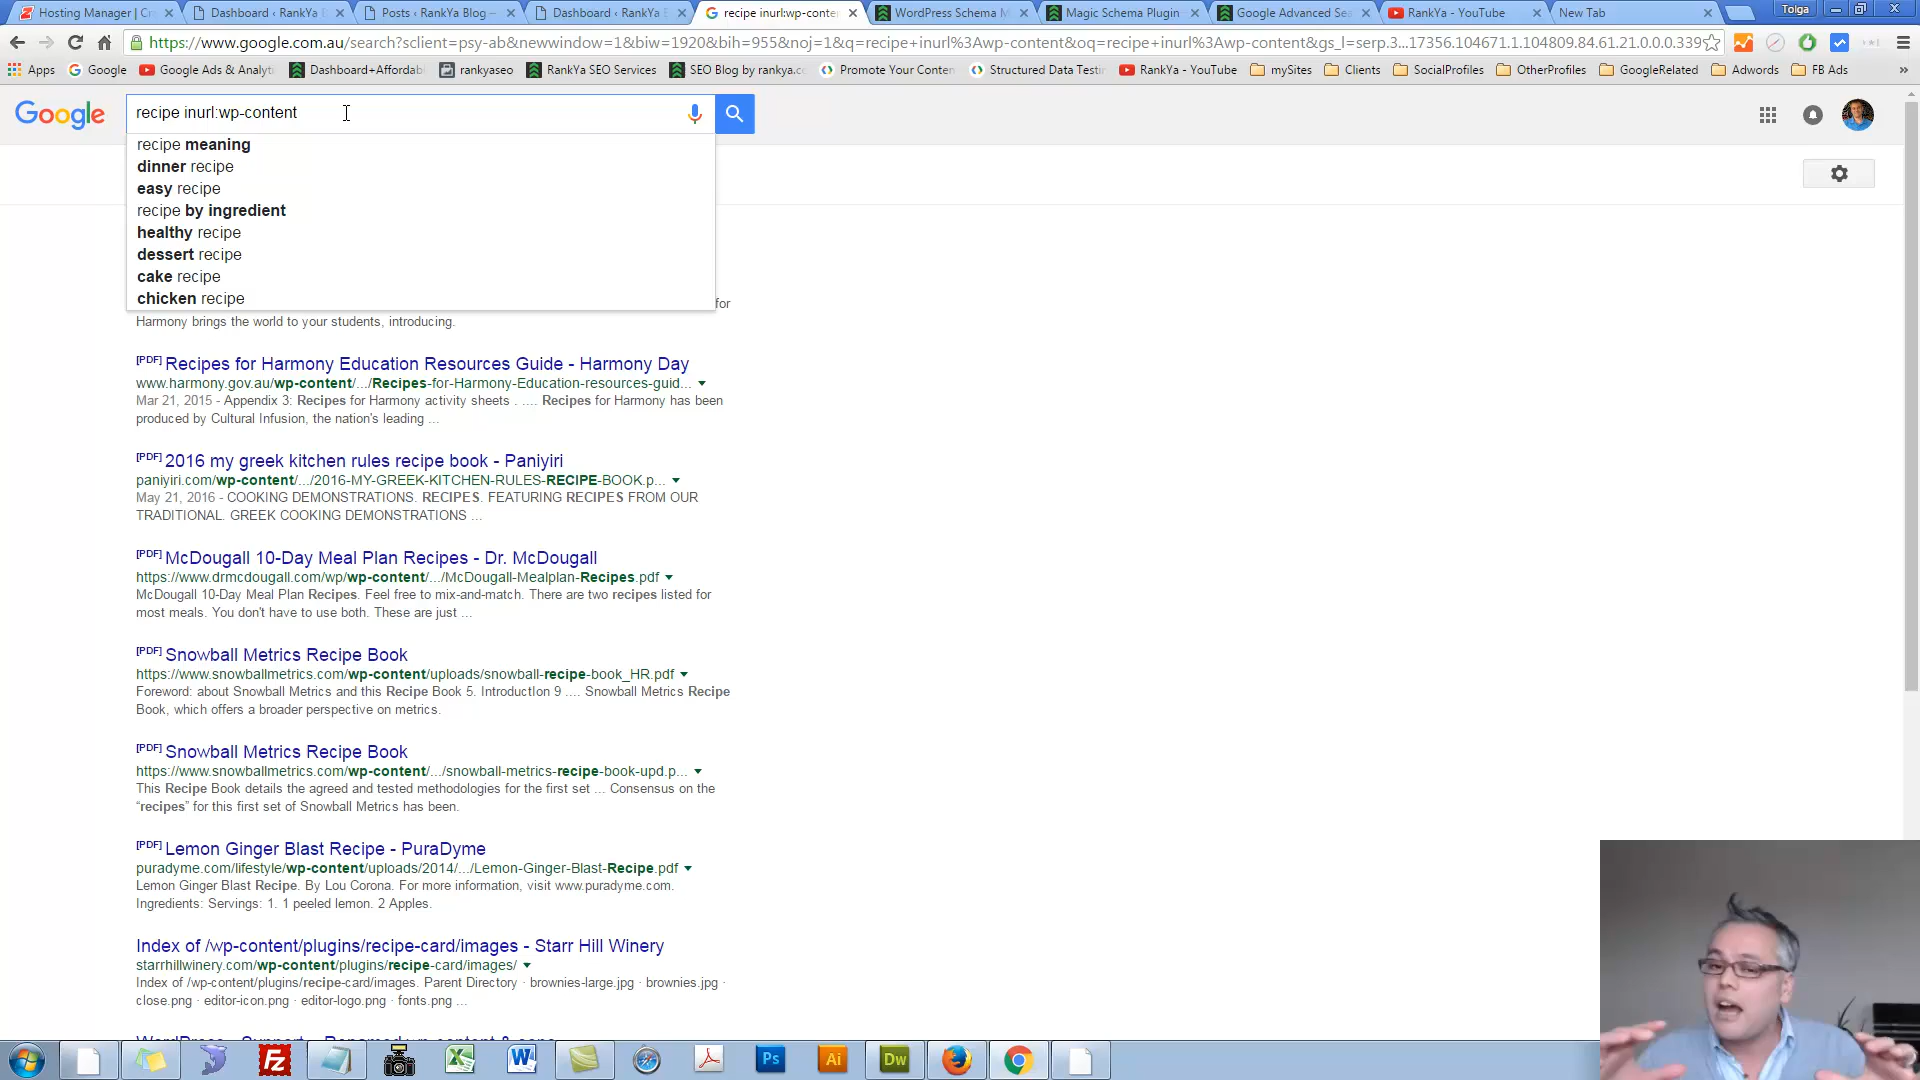 Hosting Manager | Cr
Dashboard ‹ RankYa B
Posts ‹ RankYa Blog —
Dashboard ‹ RankYa B
recipe inurl:wp-conte
WordPress Schema M
Magic Schema Plugin
Google Advanced Sea
RankYa - YouTube
New Tab
Tolga
https://www.google.com.au/search?sclient=psy-ab&newwindow=1&biw=1920&bih=955&noj=1&q=recipe+inurl%3Awp-content&oq=recipe+inurl%3Awp-content&gs_l=serp.3...17356.104671.1.104809.84.61.21.0.0.0.339
Apps
Google
Google Ads & Analyt
Dashboard+Affordab
rankyaseo
RankYa SEO Services
SEO Blog by rankya.co
Promote Your Conten
Structured Data Testin
RankYa - YouTube
mySites
Clients
SocialProfiles
OtherProfiles
GoogleRelated
Adwords
FB Ads
»
Google
recipe inurl:wp-content
recipe meaning
dinner recipe
easy recipe
recipe by ingredient
healthy recipe
dessert recipe
cake recipe
chicken recipe
for
Harmony brings the world to your students, introducing.
[PDF] Recipes for Harmony Education Resources Guide - Harmony Day
www.harmony.gov.au/wp-content/.../Recipes-for-Harmony-Education-resources-guid...
Mar 21, 2015 - Appendix 3: Recipes for Harmony activity sheets . .... Recipes for Harmony has been
produced by Cultural Infusion, the nation's leading ...
[PDF] 2016 my greek kitchen rules recipe book - Paniyiri
paniyiri.com/wp-content/.../2016-MY-GREEK-KITCHEN-RULES-RECIPE-BOOK.p...
May 21, 2016 - COOKING DEMONSTRATIONS. RECIPES. FEATURING RECIPES FROM OUR
TRADITIONAL. GREEK COOKING DEMONSTRATIONS ...
[PDF] McDougall 10-Day Meal Plan Recipes - Dr. McDougall
https://www.drmcdougall.com/wp/wp-content/.../McDougall-Mealplan-Recipes.pdf
McDougall 10-Day Meal Plan Recipes. Feel free to mix-and-match. There are two recipes listed for
most meals. You don't have to use both. These are just ...
[PDF] Snowball Metrics Recipe Book
https://www.snowballmetrics.com/wp-content/uploads/snowball-recipe-book_HR.pdf
Foreword: about Snowball Metrics and this Recipe Book 5. Introduction 9 .... Snowball Metrics Recipe
Book, which offers a broader perspective on metrics.
[PDF] Snowball Metrics Recipe Book
https://www.snowballmetrics.com/wp-content/.../snowball-metrics-recipe-book-upd.p...
This Recipe Book details the agreed and tested methodologies for the first set ... Consensus on the
“recipes” for this first set of Snowball Metrics has been.
[PDF] Lemon Ginger Blast Recipe - PuraDyme
puradyme.com/lifestyle/wp-content/uploads/2014/.../Lemon-Ginger-Blast-Recipe.pdf
Lemon Ginger Blast Recipe. By Lou Corona. For more information, visit www.puradyme.com.
Ingredients: Servings: 1. 1 peeled lemon. 2 Apples.
Index of /wp-content/plugins/recipe-card/images - Starr Hill Winery
starrhillwinery.com/wp-content/plugins/recipe-card/images/
Index of /wp-content/plugins/recipe-card/images. Parent Directory · brownies-large.jpg · brownies.jpg ·
close.png · editor-icon.png · editor-logo.png · fonts.png ...
Fz
Ps
Ai
Dw